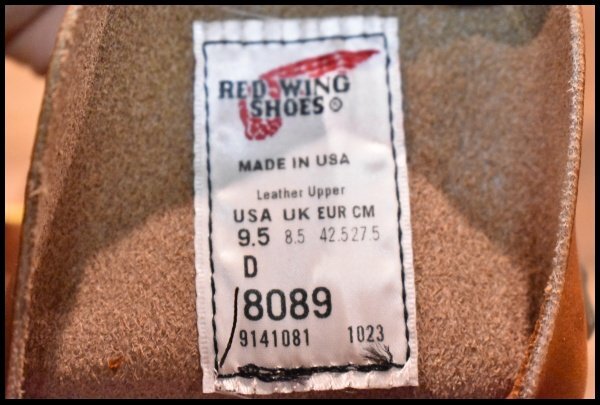 RED WING
SHOES ®
MADE IN USA
Leather Upper
USA UK EUR CM
9.5 8.5 42.5 27.5
D
/8089
9141081 1023